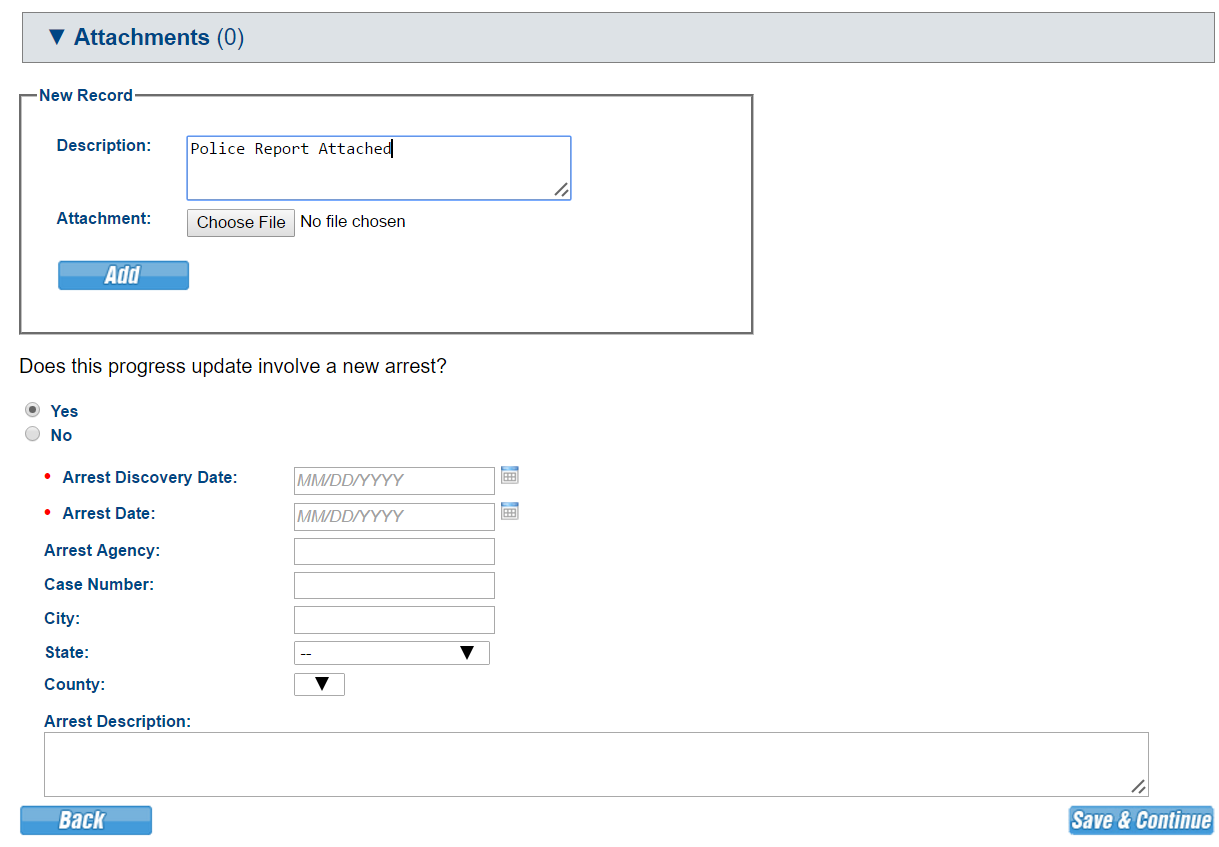 ▼ Attachments (0)
New Record
Description:
Police Report Attached
Attachment:
Choose File No file chosen
Add
Does this progress update involve a new arrest?
Yes
No
• Arrest Discovery Date: MM/DD/YYYY
• Arrest Date: MM/DD/YYYY
Arrest Agency:
Case Number:
City:
State: -- ▼
County: ▼
Arrest Description:
Back Save & Continue